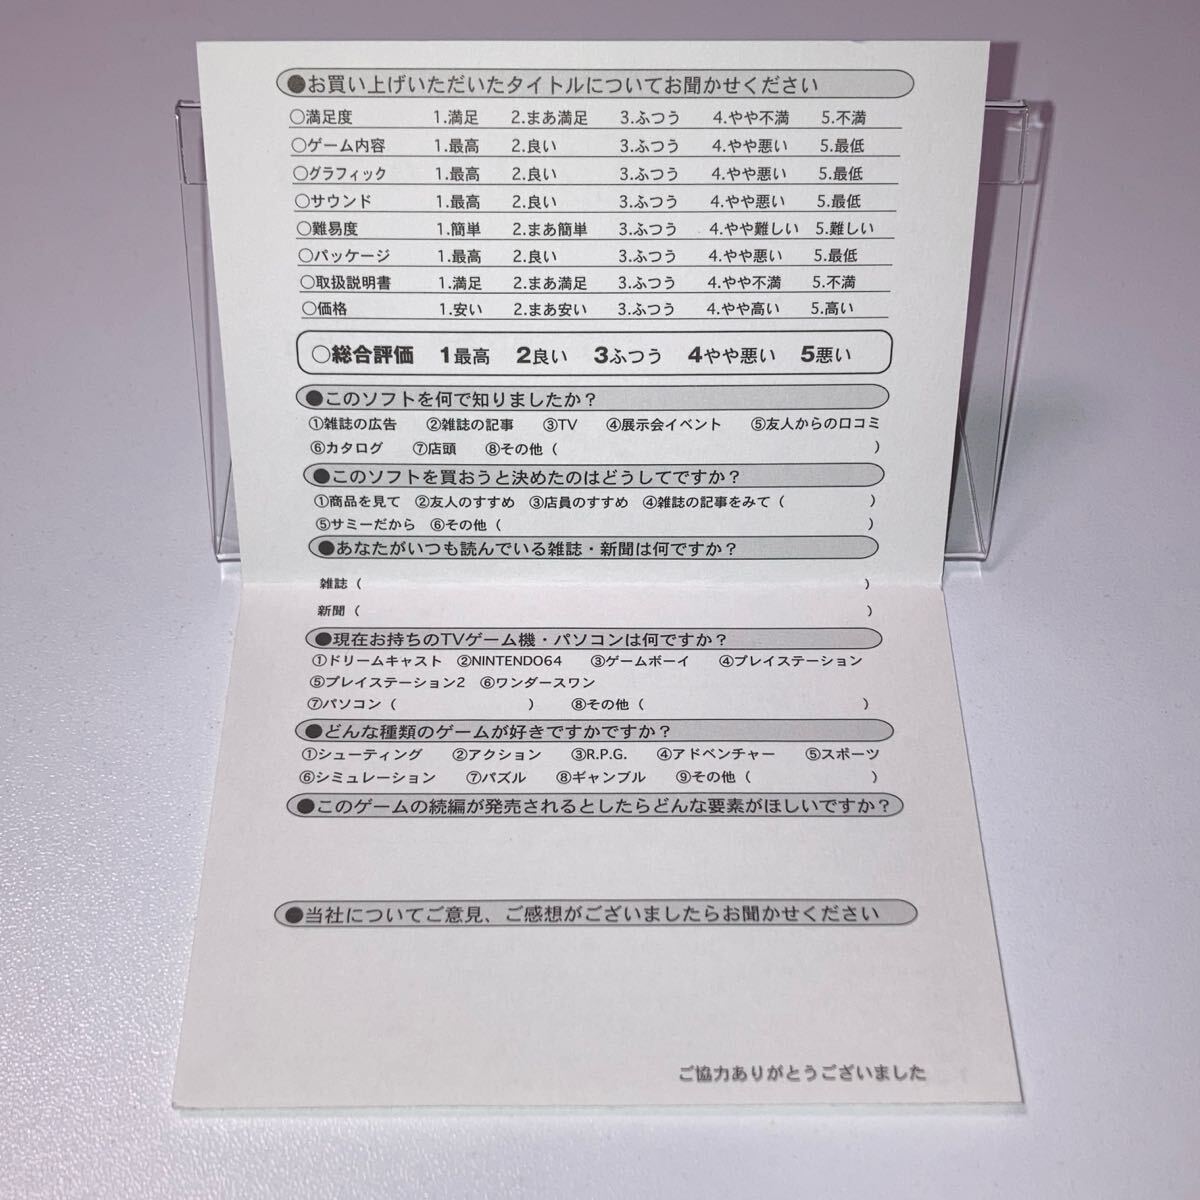 ●お買い上げいただいたタイトルについてお聞かせください
○満足度 1.満足 2.まあ満足 3.ふつう 4.やや不満 5.不満
○ゲーム内容 1.最高 2.良い 3.ふつう 4.やや悪い 5.最低
○グラフィック 1.最高 2.良い 3.ふつう 4.やや悪い 5.最低
○サウンド 1.最高 2.良い 3.ふつう 4.やや悪い 5.最低
○難易度 1.簡単 2.まあ簡単 3.ふつう 4.やや難しい 5.難しい
○パッケージ 1.最高 2.良い 3.ふつう 4.やや悪い 5.最低
○取扱説明書 1.満足 2.まあ満足 3.ふつう 4.やや不満 5.不満
○価格 1.安い 2.まあ安い 3.ふつう 4.やや高い 5.高い
○総合評価 1最高 2良い 3ふつう 4やや悪い 5悪い
●このソフトを何で知りましたか？
①雑誌の広告 ②雑誌の記事 ③TV ④展示会イベント ⑤友人からの口コミ
⑥カタログ ⑦店頭 ⑧その他（ ）
●このソフトを買おうと決めたのはどうしてですか？
①商品を見て ②友人のすすめ ③店員のすすめ ④雑誌の記事をみて（ ）
⑤サミーだから ⑥その他（ ）
●あなたがいつも読んでいる雑誌・新聞は何ですか？
雑誌（ ）
新聞（ ）
●現在お持ちのTVゲーム機・パソコンは何ですか？
①ドリームキャスト ②NINTENDO64 ③ゲームボーイ ④プレイステーション
⑤プレイステーション2 ⑥ワンダースワン
⑦パソコン（ ） ⑧その他（ ）
●どんな種類のゲームが好きですかですか？
①シューティング ②アクション ③R.P.G. ④アドベンチャー ⑤スポーツ
⑥シミュレーション ⑦パズル ⑧ギャンブル ⑨その他（ ）
●このゲームの続編が発売されるとしたらどんな要素がほしいですか？
●当社についてご意見、ご感想がございましたらお聞かせください
ご協力ありがとうございました